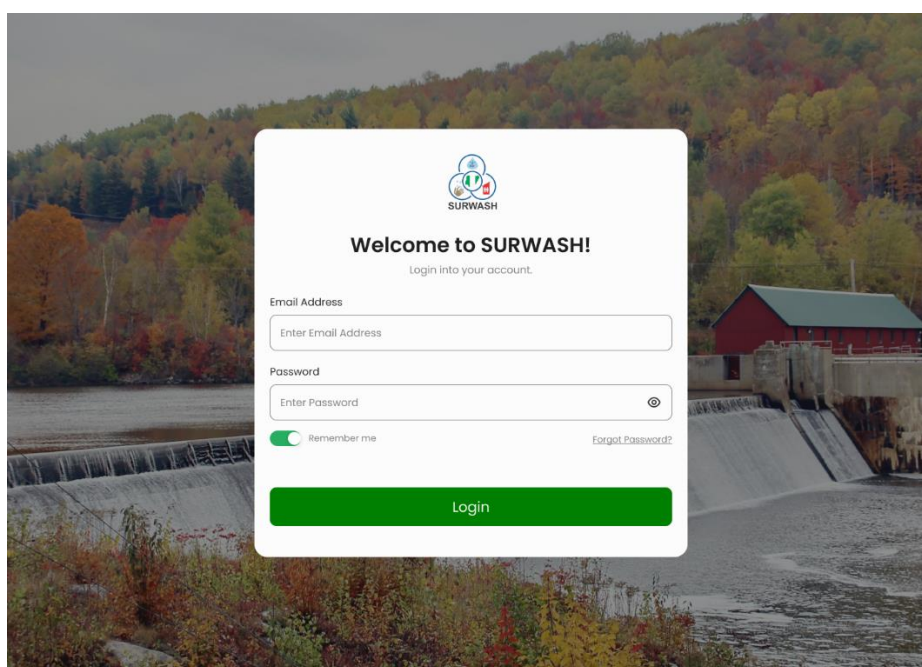 SURWASH
Welcome to SURWASH!
Login into your account.
Email Address
Enter Email Address
Password
Enter Password
Remember me
Forgot Password?
Login